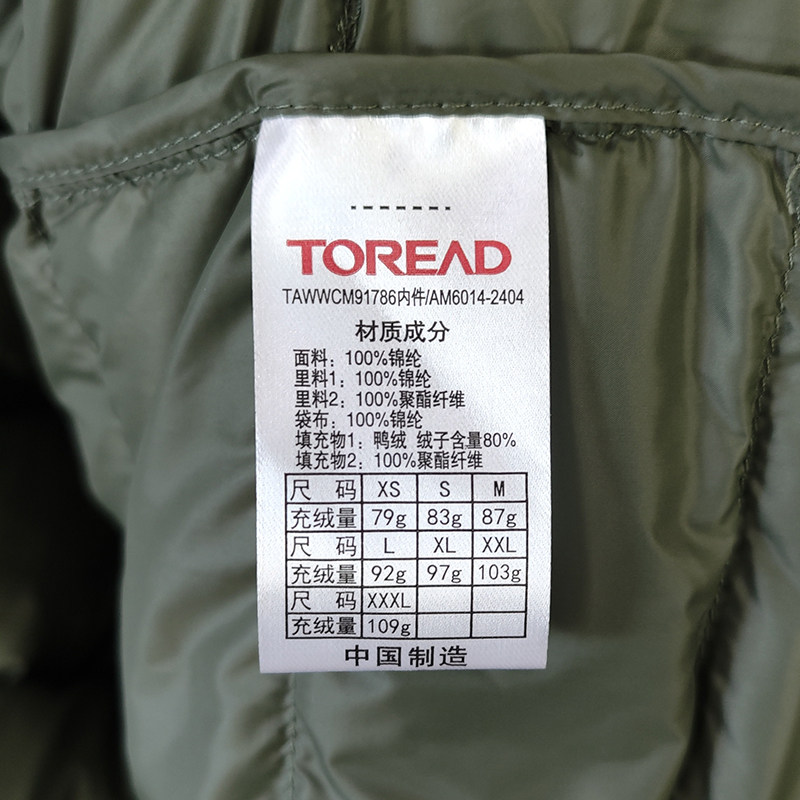 TOREAD
TAWWCM91786内件/AM6014-2404
材质成分
面料：100%锦纶
里料1：100%锦纶
里料2：100%聚酯纤维
袋布：100%锦纶
填充物1：鸭绒 绒子含量80%
填充物2：100%聚酯纤维
尺 码 XS S M
充绒量 79g 83g 87g
尺 码 L XL XXL
充绒量 92g 97g 103g
尺 码 XXXL
充绒量 109g
中国制造